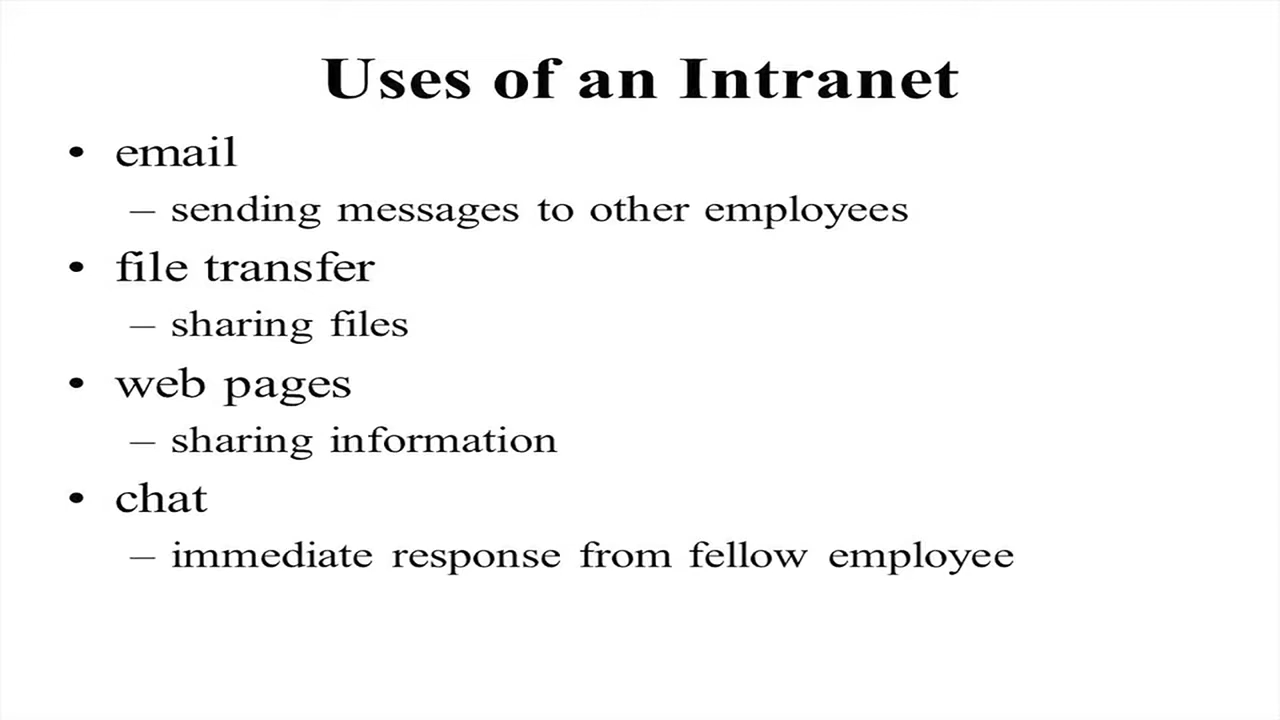 Uses of an Intranet
• email
– sending messages to other employees
• file transfer
– sharing files
• web pages
– sharing information
• chat
– immediate response from fellow employee